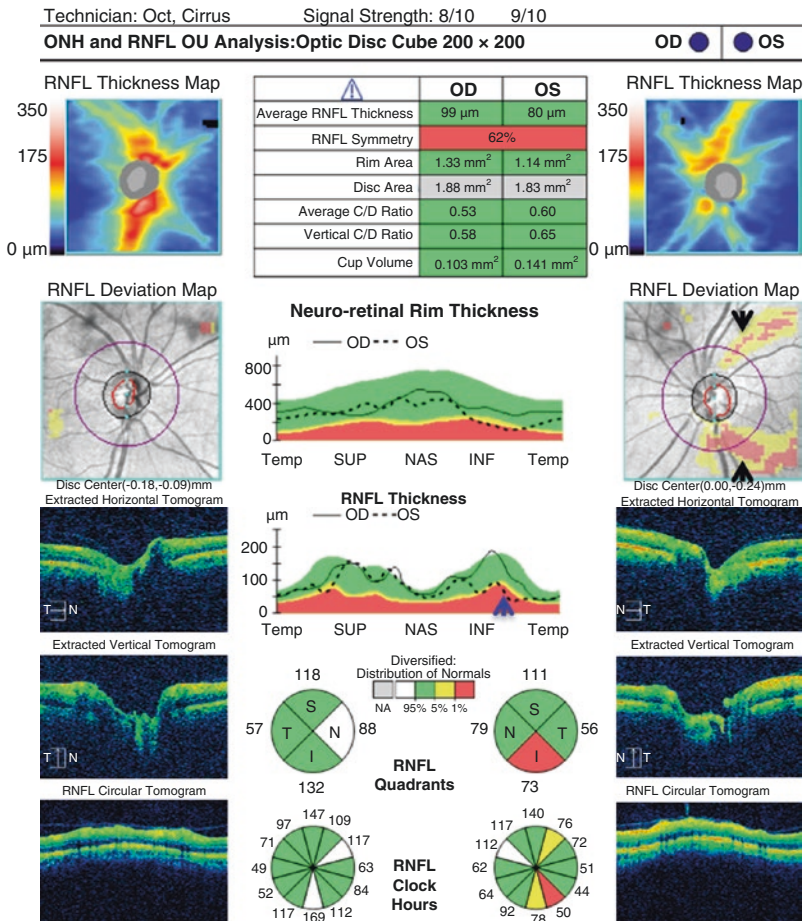 Technician: Oct, Cirrus Signal Strength: 8/10 9/10
ONH and RNFL OU Analysis:Optic Disc Cube 200 × 200 OD OS
RNFL Thickness Map
350
175
0 μm
OD OS
Average RNFL Thickness 99 μm 80 μm
RNFL Symmetry 62%
Rim Area 1.33 mm² 1.14 mm²
Disc Area 1.88 mm² 1.83 mm²
Average C/D Ratio 0.53 0.60
Vertical C/D Ratio 0.58 0.65
Cup Volume 0.103 mm² 0.141 mm²
RNFL Thickness Map
350
175
0 μm
RNFL Deviation Map
Disc Center(-0.18,-0.09)mm
Neuro-retinal Rim Thickness
μm OD OS
800
400
0
Temp SUP NAS INF Temp
RNFL Deviation Map
Disc Center(0.00,-0.24)mm
Extracted Horizontal Tomogram
T N
RNFL Thickness
μm OD OS
200
100
0
Temp SUP NAS INF Temp
Extracted Horizontal Tomogram
N T
Extracted Vertical Tomogram
T N
Diversified:
Distribution of Normals
NA 95% 5% 1%
118
57 S T N I 88
132
RNFL
Quadrants
111
79 S N T I 56
73
Extracted Vertical Tomogram
N T
RNFL Circular Tomogram
147
97 109
71 117
49 63
52 84
117 112
169
RNFL
Clock
Hours
140
117 76
112 72
62 51
64 44
92 50
78
RNFL Circular Tomogram